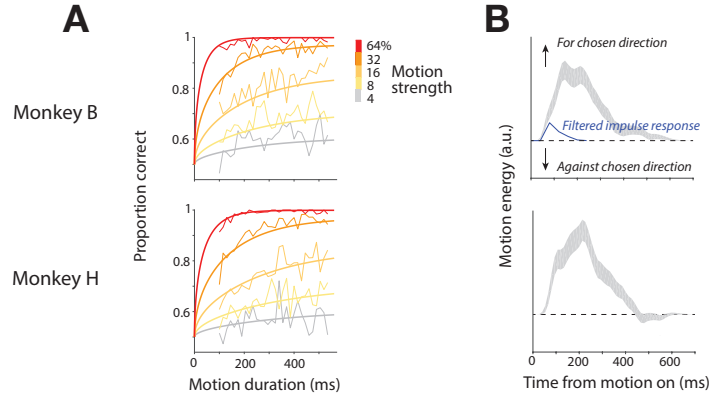 A
B
Monkey B
1
0.8
0.6
64%
32
16
8
4
Motion
strength
For chosen direction
Filtered impulse response
Against chosen direction
Proportion correct
Motion energy (a.u.)
Monkey H
1
0.8
0.6
0
200
400
Motion duration (ms)
0
200
400
600
Time from motion on (ms)